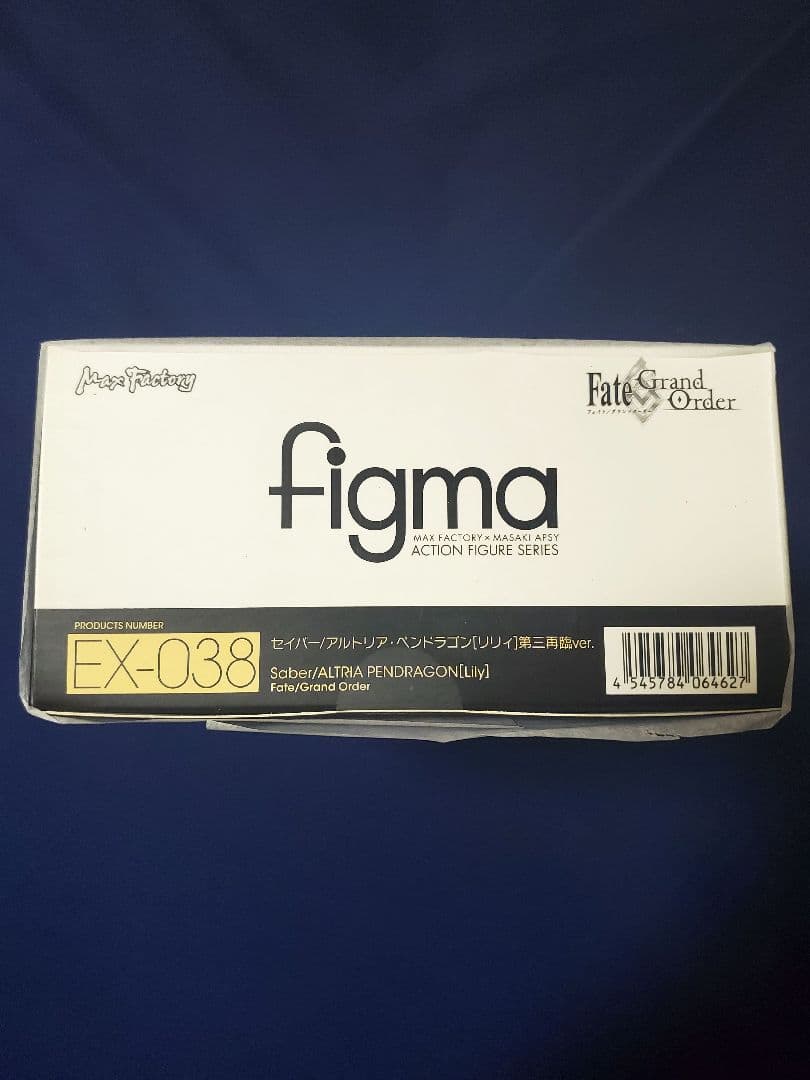 Max Factory
Fate/Grand Order
フェイト/グランドオーダー
figma
MAX FACTORY×MASAKI APSY
ACTION FIGURE SERIES
PRODUCTS NUMBER
EX-038
セイバー/アルトリア・ペンドラゴン[リリィ]第三再臨ver.
Saber/ALTRIA PENDRAGON[Lily]
Fate/Grand Order
4 545784 064627